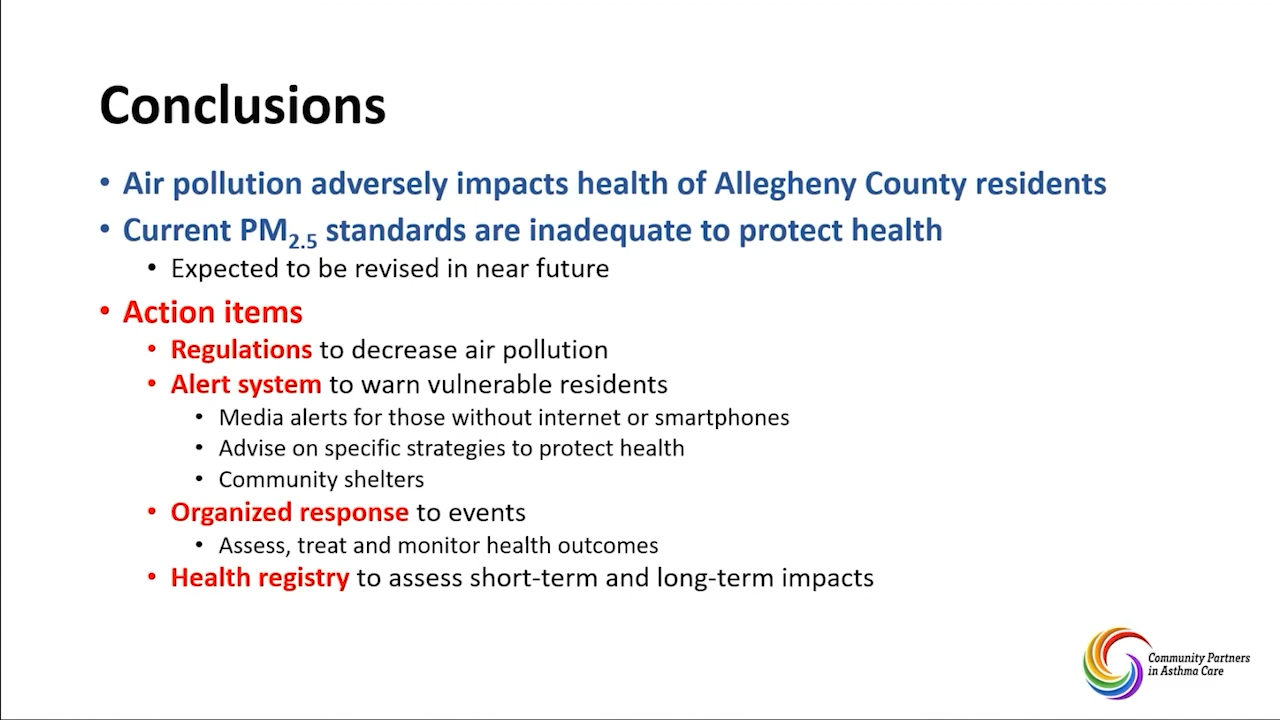 Conclusions
• Air pollution adversely impacts health of Allegheny County residents
• Current PM2.5 standards are inadequate to protect health
• Expected to be revised in near future
• Action items
• Regulations to decrease air pollution
• Alert system to warn vulnerable residents
• Media alerts for those without internet or smartphones
• Advise on specific strategies to protect health
• Community shelters
• Organized response to events
• Assess, treat and monitor health outcomes
• Health registry to assess short-term and long-term impacts
Community Partners
in Asthma Care